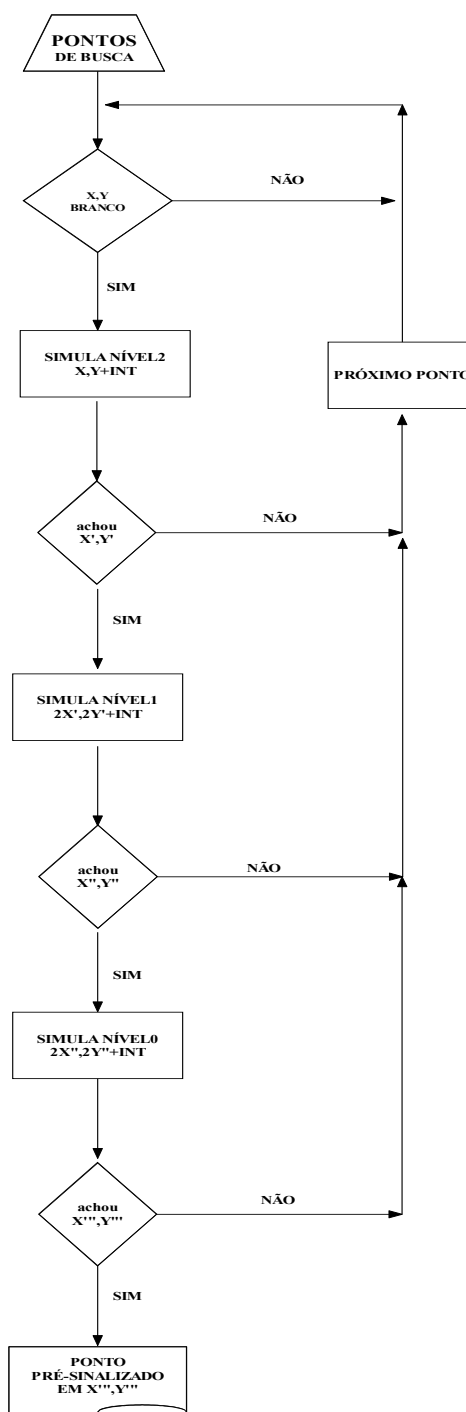 PONTOS
DE BUSCA
X,Y
BRANCO
NÃO
SIM
SIMULA NÍVEL2
X,Y+INT
PRÓXIMO PONTO
achou
X',Y'
NÃO
SIM
SIMULA NÍVEL1
2X',2Y'+INT
achou
X",Y"
NÃO
SIM
SIMULA NÍVEL0
2X",2Y"+INT
achou
X'",Y'"
NÃO
SIM
PONTO
PRÉ-SINALIZADO
EM X'",Y'"